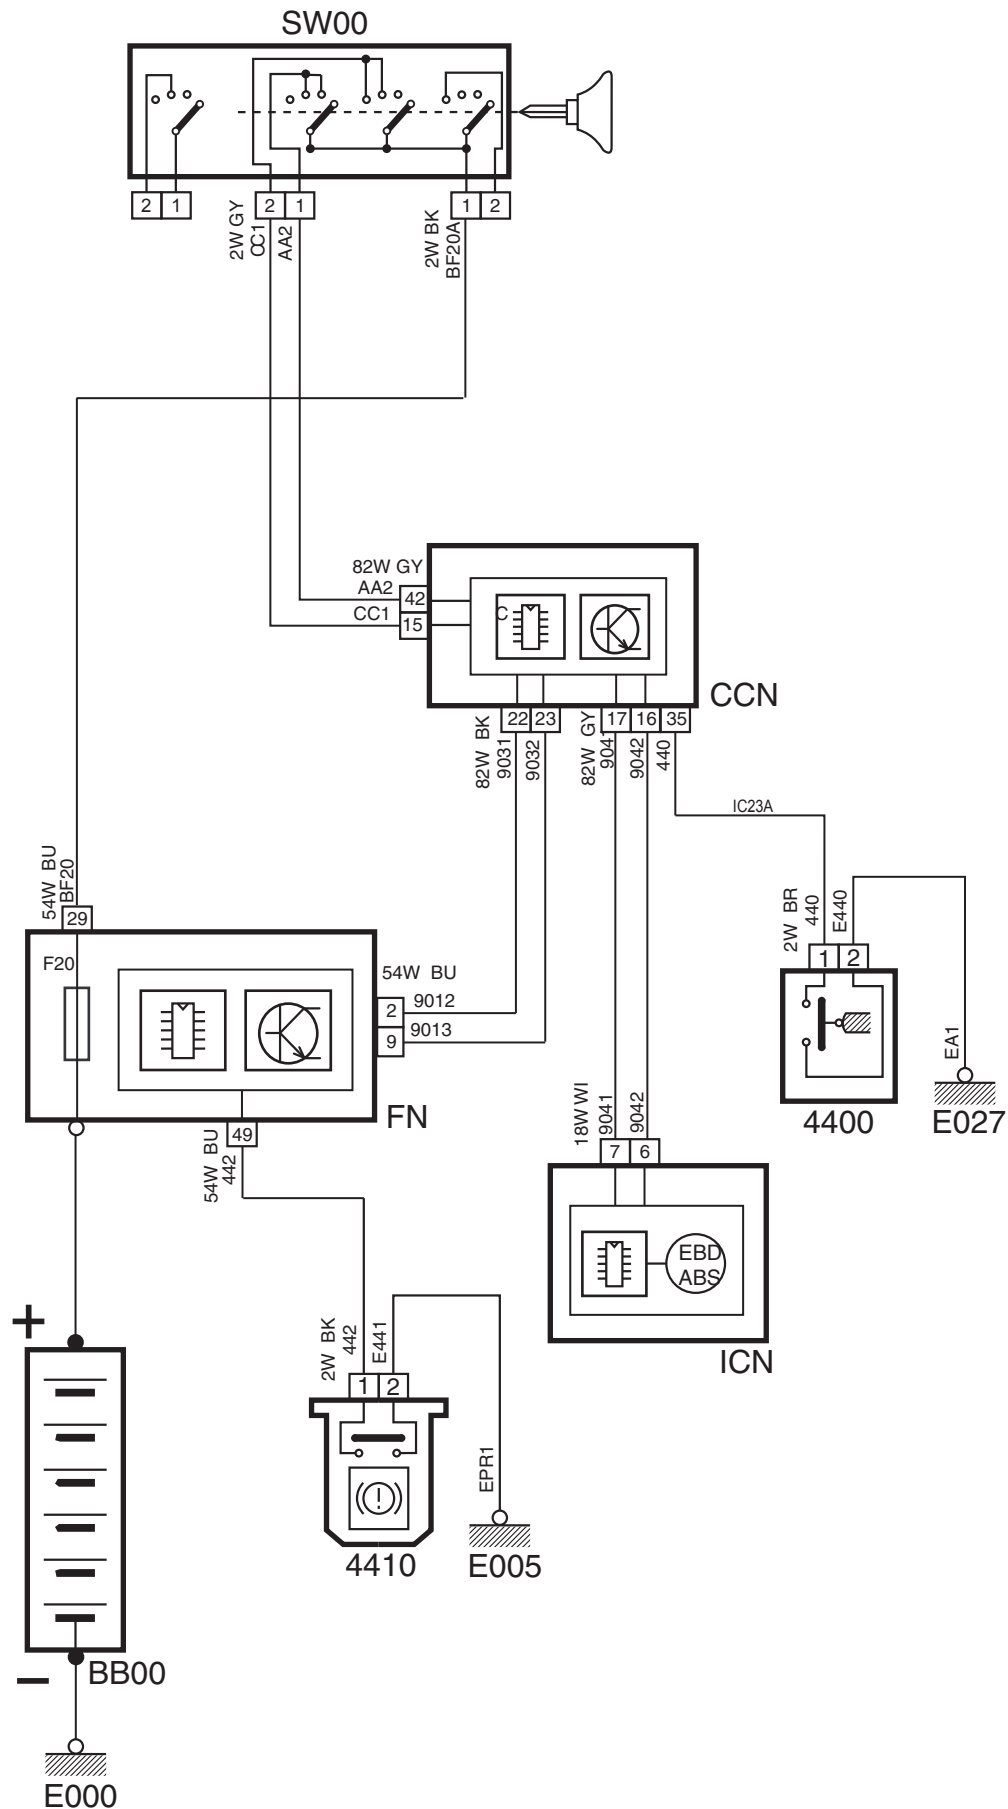 SW00
2 1
2 1
1 2
2W GY
CC1
AA2
2W BK
BF20A
82W GY
AA2
42
CC1
15
C
CCN
22 23
17 16 35
82W BK
9031
9032
82W GY
9041
9042
440
IC23A
54W BU
BF20
29
F20
54W BU
2
9012
9
9013
FN
49
54W BU
442
2W BR
440
E440
1 2
4400
EA1
E027
18W WI
9041
9042
7 6
EBD
ABS
ICN
+
2W BK
442
E441
1 2
(!)
4410
EPR1
E005
BB00
−
E000